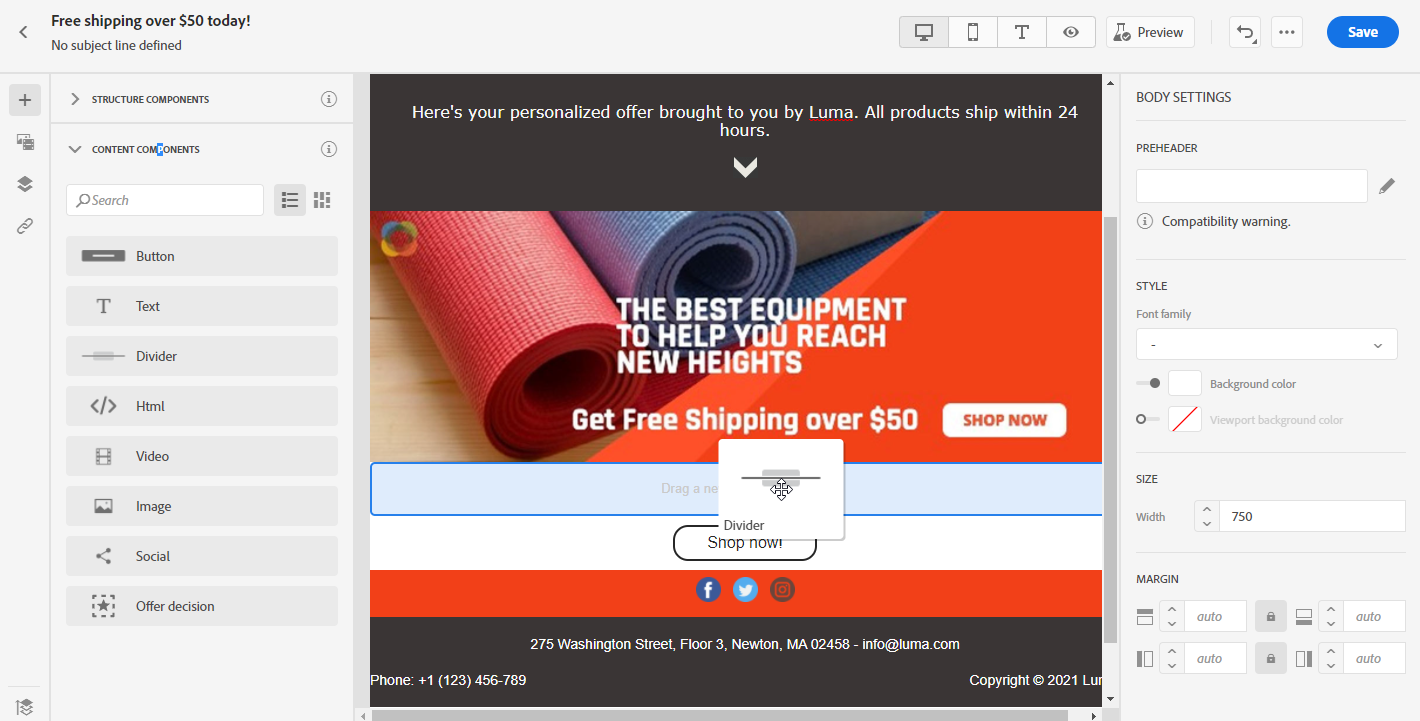 Free shipping over $50 today!
No subject line defined
Preview
Save
STRUCTURE COMPONENTS
CONTENT COMPONENTS
Search
Button
Text
Divider
Html
Video
Image
Social
Offer decision
Here's your personalized offer brought to you by Luma. All products ship within 24
hours.
THE BEST EQUIPMENT
TO HELP YOU REACH
NEW HEIGHTS
Get Free Shipping over $50
SHOP NOW
Drag a
Divider
Shop now!
275 Washington Street, Floor 3, Newton, MA 02458 - info@luma.com
Phone: +1 (123) 456-789
Copyright © 2021
BODY SETTINGS
PREHEADER
Compatibility warning.
STYLE
Font family
-
Background color
Viewport background color
SIZE
Width
750
MARGIN
auto
auto
auto
auto